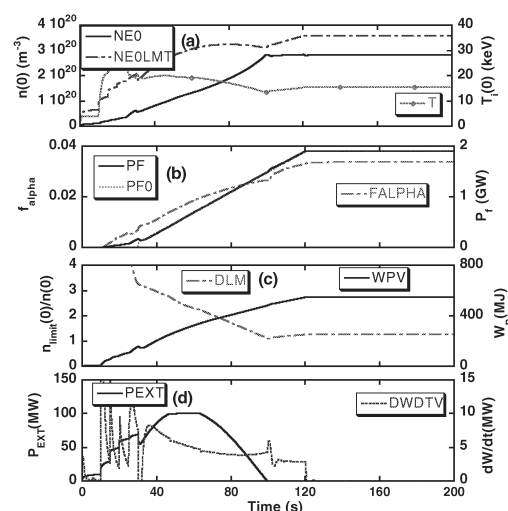 4 10^20
3 10^20
2 10^20
1 10^20
0
n(0) (m^-3)
NE0
NE0LMT
(a)
T
40
30
20
10
0
T_i(0) (keV)
0.04
0.02
0
f_alpha
PF
PF0
(b)
FALPHA
2
1
0
P_f (GW)
4
3
2
1
0
n_limit(0)/n(0)
DLM
(c)
WPV
800
400
0
(MJ)
150
100
50
0
P_EXT(MW)
PEXT
(d)
DWDTV
15
10
5
0
dW/dt(MW)
0
40
80
120
160
200
Time (s)